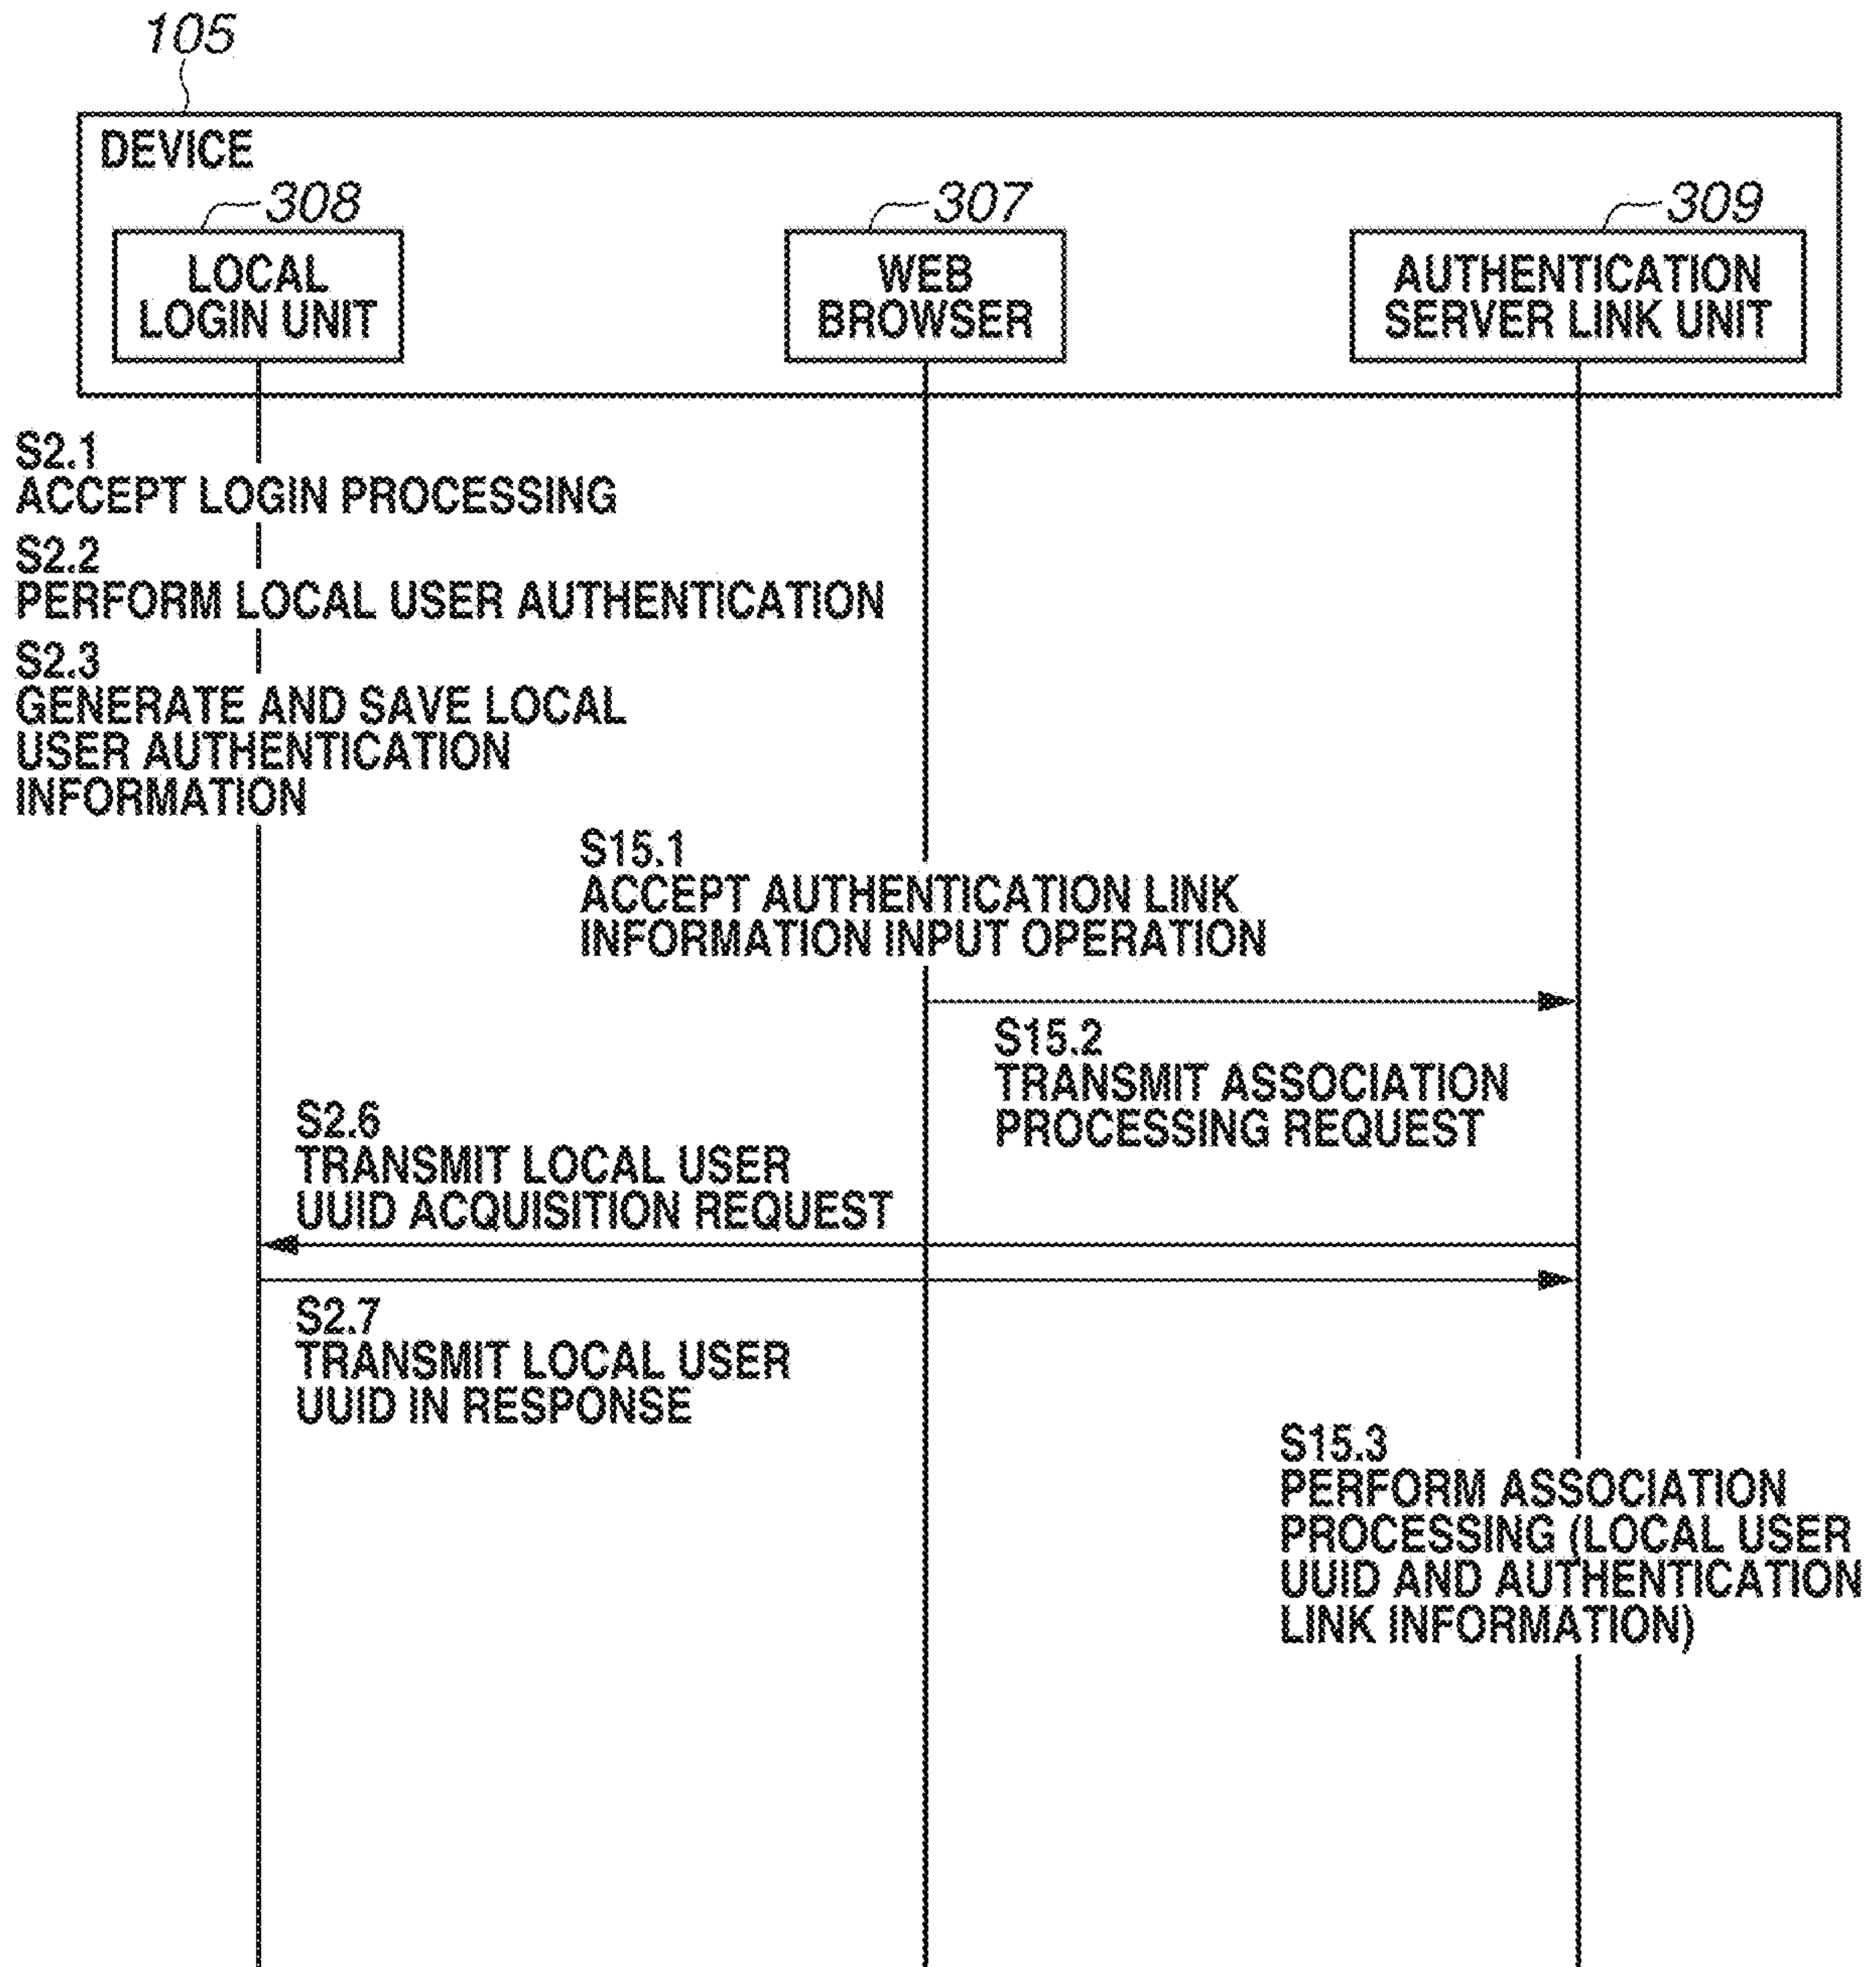 105
DEVICE
308
307
309
LOCAL
LOGIN UNIT
WEB
BROWSER
AUTHENTICATION
SERVER LINK UNIT
S2.1
ACCEPT LOGIN PROCESSING
S2.2
PERFORM LOCAL USER AUTHENTICATION
S2.3
GENERATE AND SAVE LOCAL
USER AUTHENTICATION
INFORMATION
S15.1
ACCEPT AUTHENTICATION LINK
INFORMATION INPUT OPERATION
S15.2
TRANSMIT ASSOCIATION
PROCESSING REQUEST
S2.6
TRANSMIT LOCAL USER
UUID ACQUISITION REQUEST
S2.7
TRANSMIT LOCAL USER
UUID IN RESPONSE
S15.3
PERFORM ASSOCIATION
PROCESSING (LOCAL USER
UUID AND AUTHENTICATION
LINK INFORMATION)